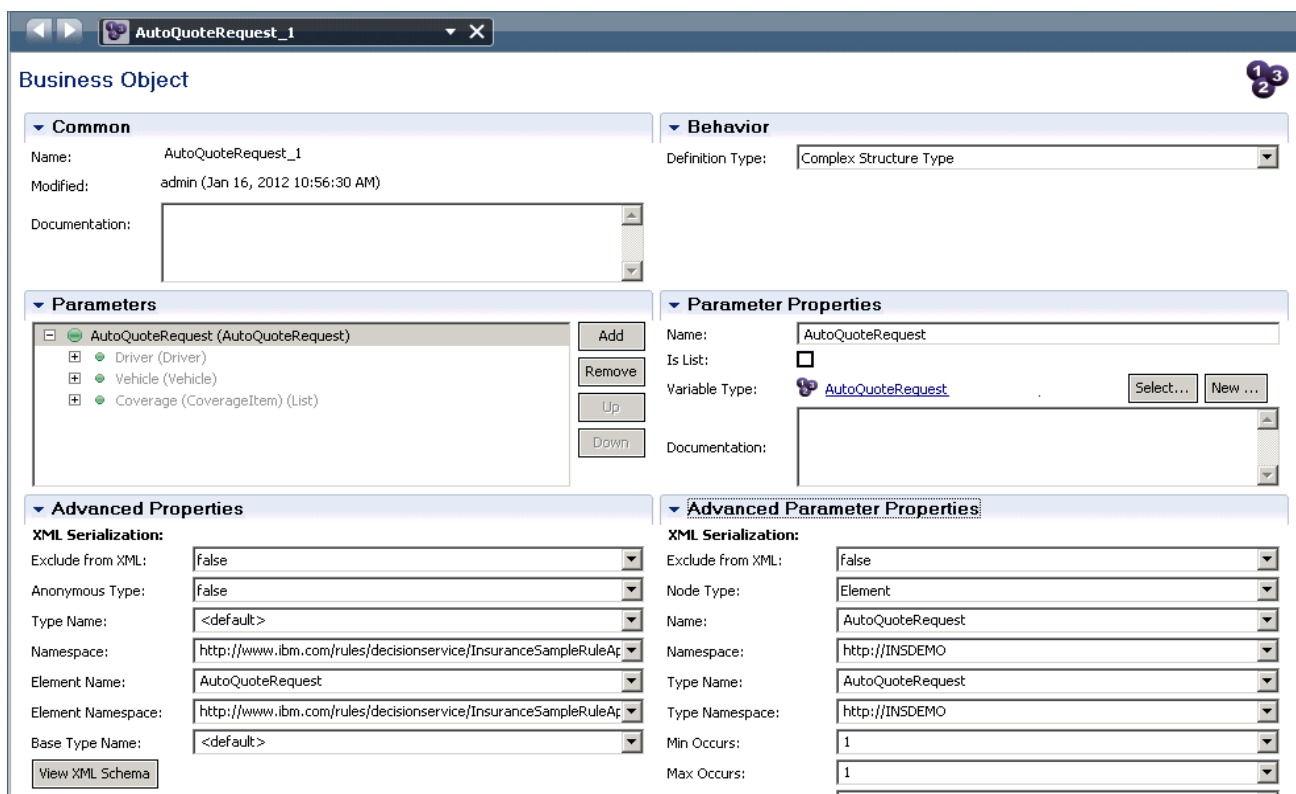 AutoQuoteRequest_1
Business Object
1 2 3
Common
Name: AutoQuoteRequest_1
Modified: admin (Jan 16, 2012 10:56:30 AM)
Documentation:
Behavior
Definition Type: Complex Structure Type
Parameters
AutoQuoteRequest (AutoQuoteRequest)
Driver (Driver)
Vehicle (Vehicle)
Coverage (CoverageItem) (List)
Add
Remove
Up
Down
Parameter Properties
Name: AutoQuoteRequest
Is List:
Variable Type: AutoQuoteRequest Select... New ...
Documentation:
Advanced Properties
XML Serialization:
Exclude from XML: false
Anonymous Type: false
Type Name: <default>
Namespace: http://www.ibm.com/rules/decisionservice/InsuranceSampleRuleAp
Element Name: AutoQuoteRequest
Element Namespace: http://www.ibm.com/rules/decisionservice/InsuranceSampleRuleAp
Base Type Name: <default>
View XML Schema
Advanced Parameter Properties
XML Serialization:
Exclude from XML: false
Node Type: Element
Name: AutoQuoteRequest
Namespace: http://INSDEMO
Type Name: AutoQuoteRequest
Type Namespace: http://INSDEMO
Min Occurs: 1
Max Occurs: 1